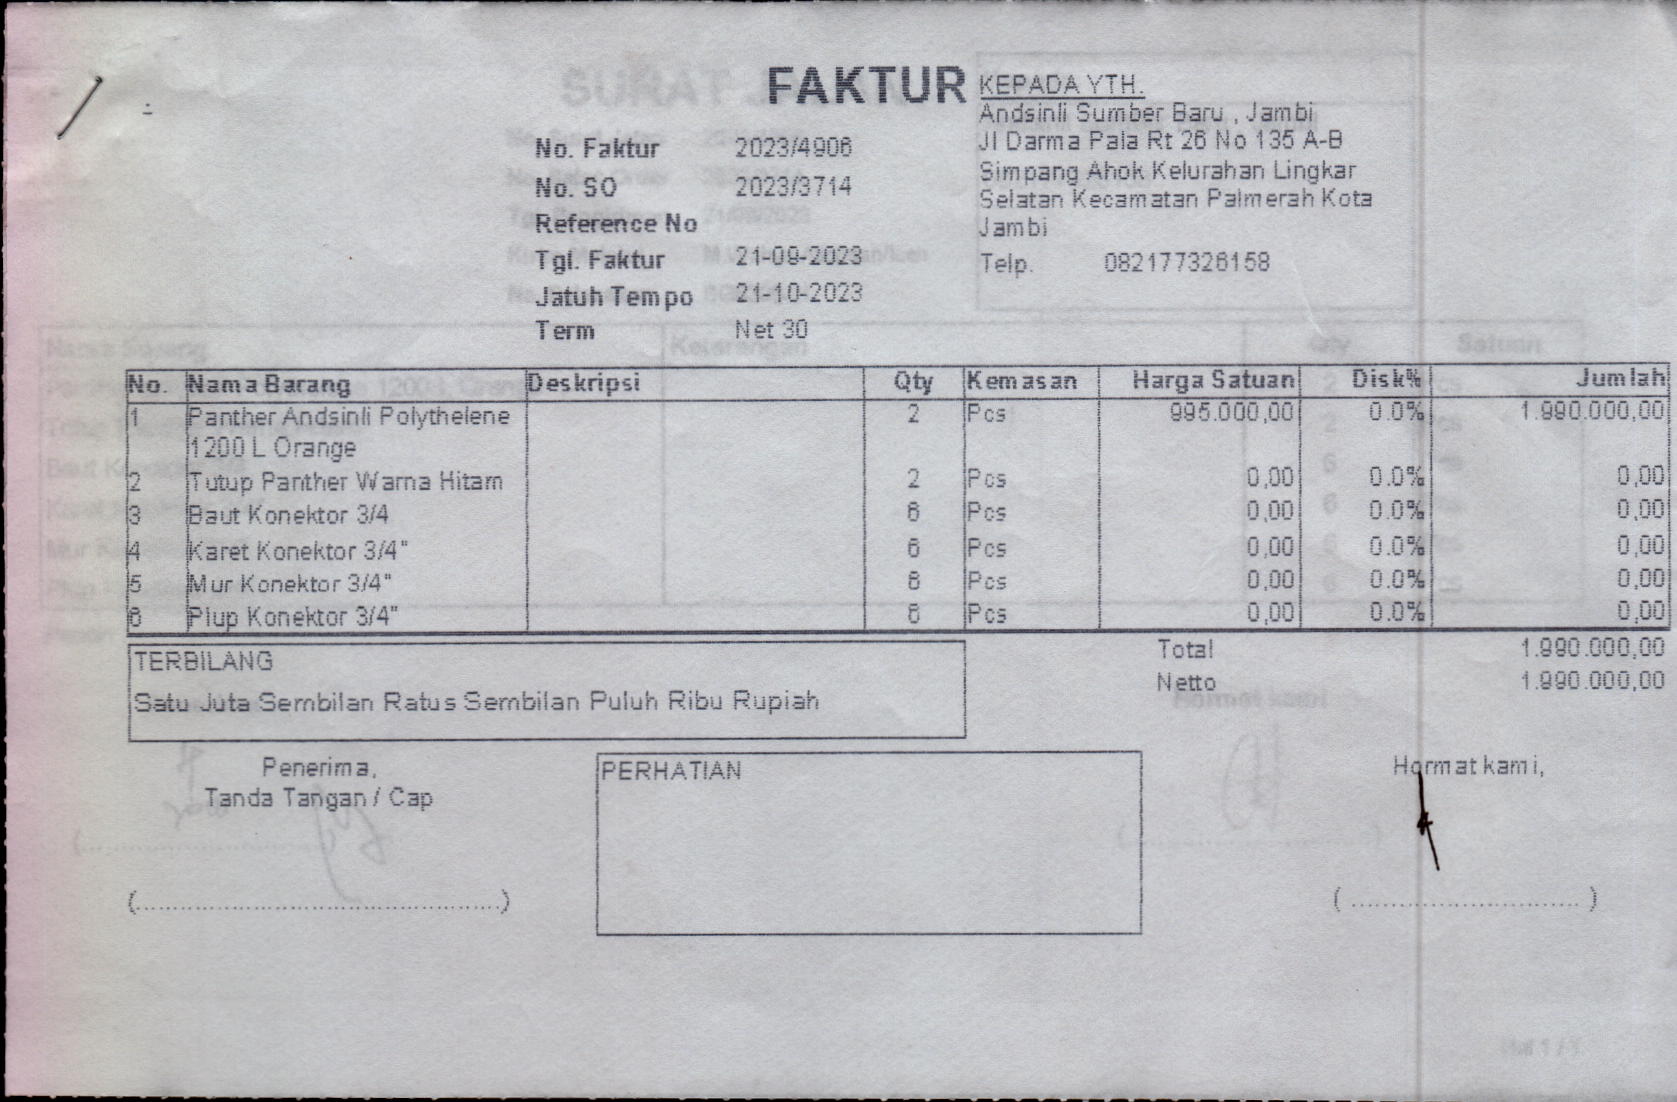 FAKTUR
KEPADA YTH.
Andsinli Sumber Baru , Jambi
Jl Darma Pala Rt 26 No 135 A-B
Simpang Ahok Kelurahan Lingkar
Selatan Kecamatan Palmerah Kota
Jambi
Telp. 082177326158
No. Faktur 2023/4906
No. SO 2023/3714
Reference No
Tgl. Faktur 21-09-2023
Jatuh Tempo 21-10-2023
Term Net 30
No. Nama Barang Deskripsi Qty Kemasan Harga Satuan Disk% Jumlah
1 Panther Andsinli Polythelene 2 Pcs 995.000,00 0.0% 1.990.000,00
1200 L Orange
2 Tutup Panther Warna Hitam 2 Pcs 0,00 0.0% 0,00
3 Baut Konektor 3/4 6 Pcs 0,00 0.0% 0,00
4 Karet Konektor 3/4" 6 Pcs 0,00 0.0% 0,00
5 Mur Konektor 3/4" 6 Pcs 0,00 0.0% 0,00
6 Plup Konektor 3/4" 6 Pcs 0,00 0.0% 0,00
Total 1.990.000,00
Netto 1.990.000,00
TERBILANG
Satu Juta Sembilan Ratus Sembilan Puluh Ribu Rupiah
Penerima,
Tanda Tangan / Cap
(..............................................)
PERHATIAN
Hormat kami,
( ............................ )